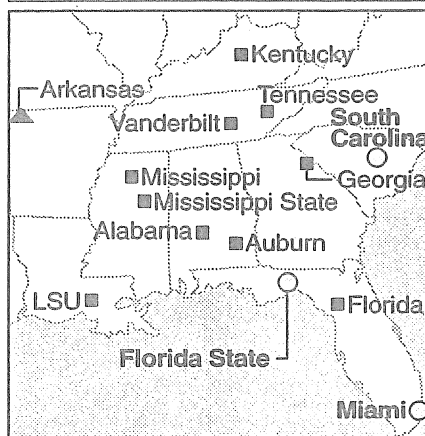 Kentucky
Arkansas
Tennessee
Vanderbilt
South
Carolina
Mississippi
Georgia
Mississippi State
Alabama
Auburn
LSU
Florida
Florida State
Miami